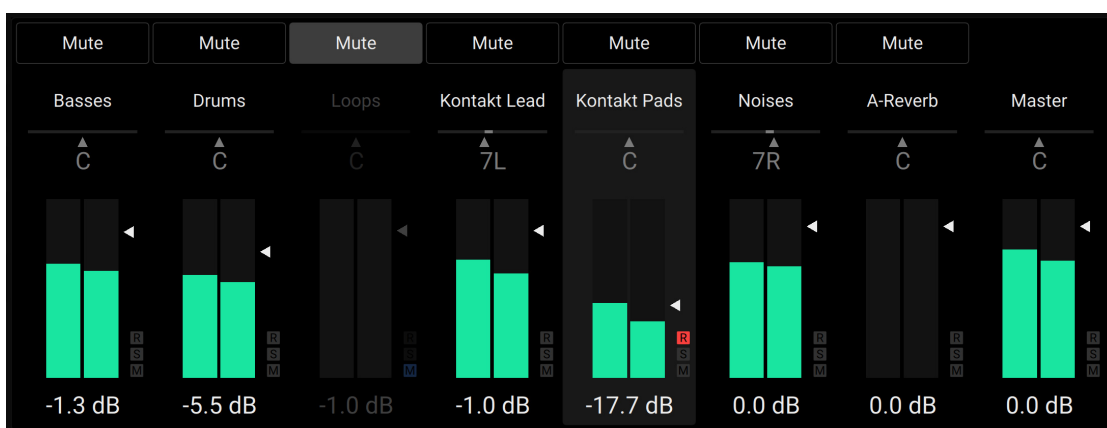 Mute Mute Mute Mute Mute Mute Mute
Basses Drums Loops Kontakt Lead Kontakt Pads Noises A-Reverb Master
C C C 7L C 7R C C
R R R R R R R R
S S S S S S S S
M M M M M M M M
-1.3 dB -5.5 dB -1.0 dB -1.0 dB -17.7 dB 0.0 dB 0.0 dB 0.0 dB